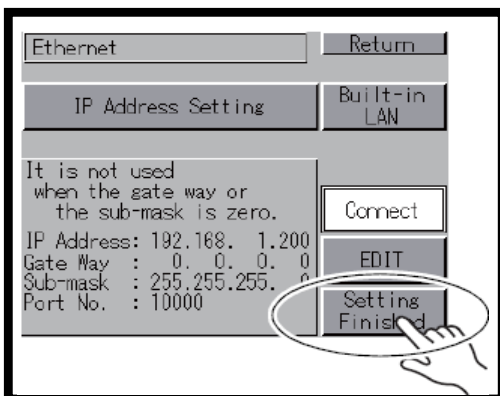 Ethernet
Return
IP Address Setting
Built-in
LAN
It is not used
when the gate way or
the sub-mask is zero.
Connect
IP Address: 192.168. 1.200
Gate Way : 0. 0. 0. 0
Sub-mask : 255.255.255. 0
Port No. : 10000
EDIT
Setting
Finished